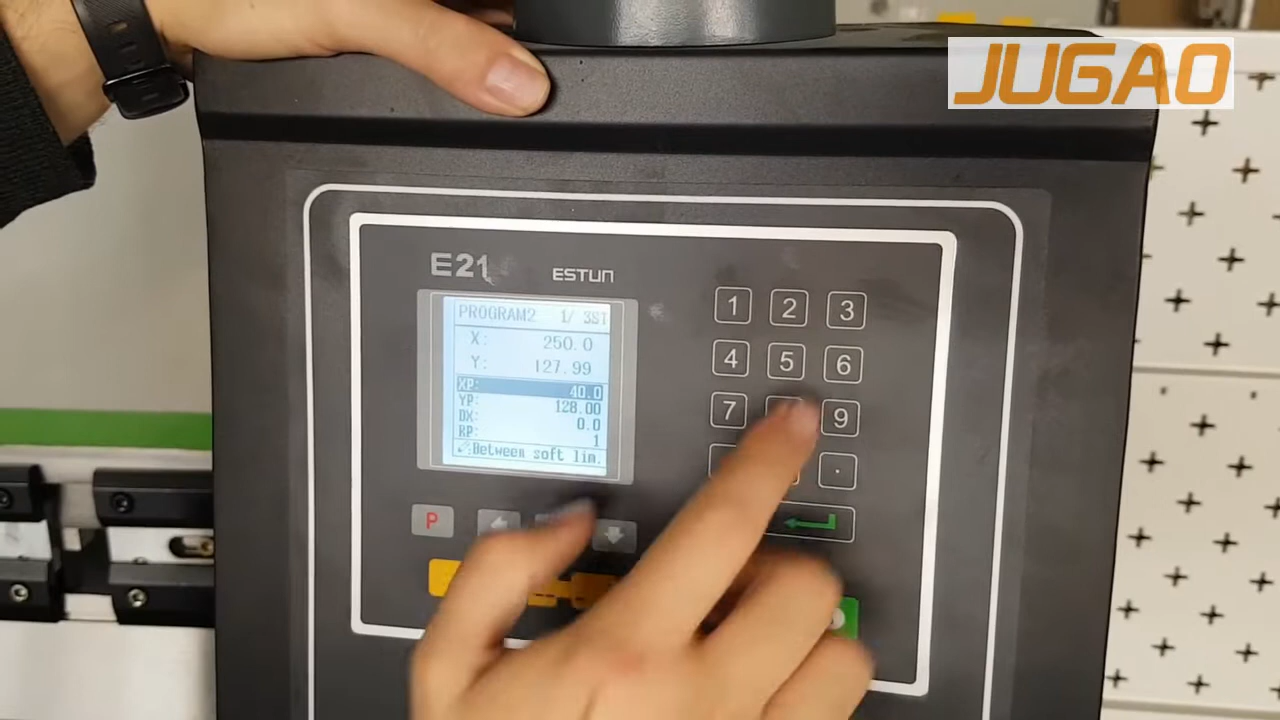 JUGAO
E21
ESTUN
PROGRAM2 1/ 3ST
X: 250.0
Y: 127.99
XP: 40.0
YP: 128.00
DX: 0.0
RP: 1
Between soft lim.
1 2 3
4 5 6
7 9
.
P